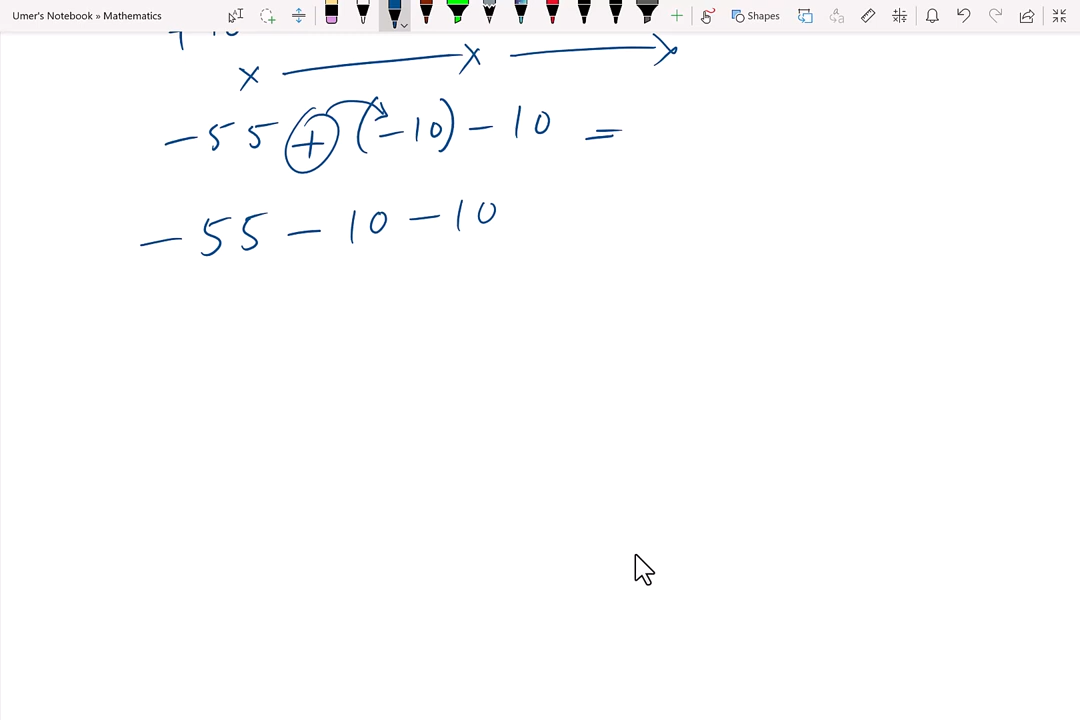 Umer's Notebook » Mathematics
Shapes
-55 + (-10) - 10 =
-55 - 10 - 10